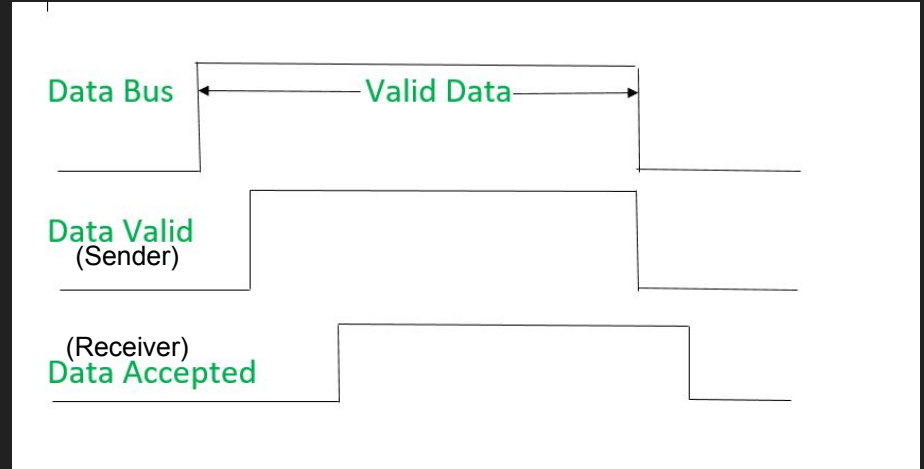 Data Bus
Valid Data
Data Valid
(Sender)
(Receiver)
Data Accepted